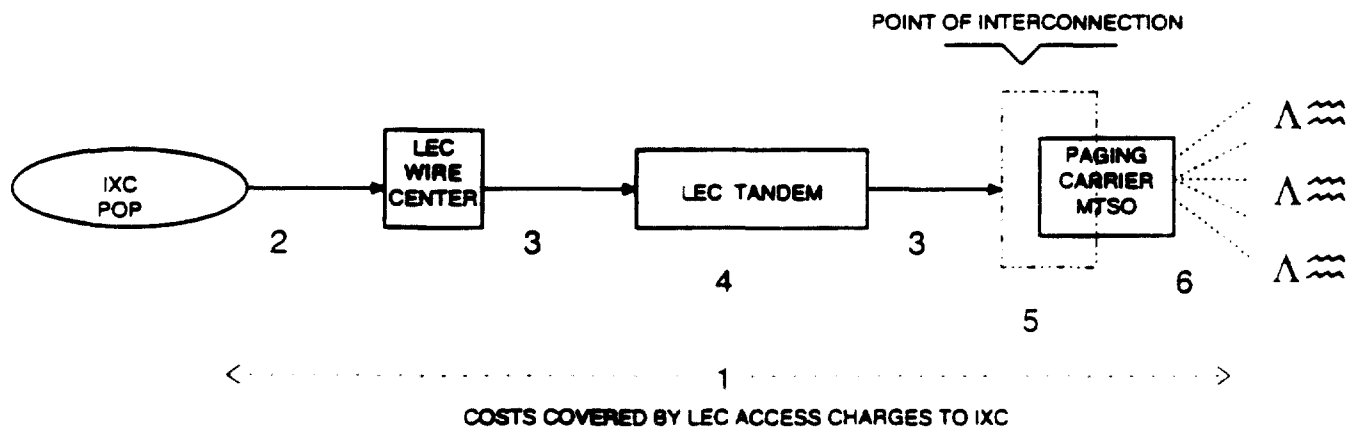 POINT OF INTERCONNECTION
IXC
POP
LEC
WIRE
CENTER
LEC TANDEM
PAGING
CARRIER
MTSO
2
3
4
3
5
6
1
COSTS COVERED BY LEC ACCESS CHARGES TO IXC